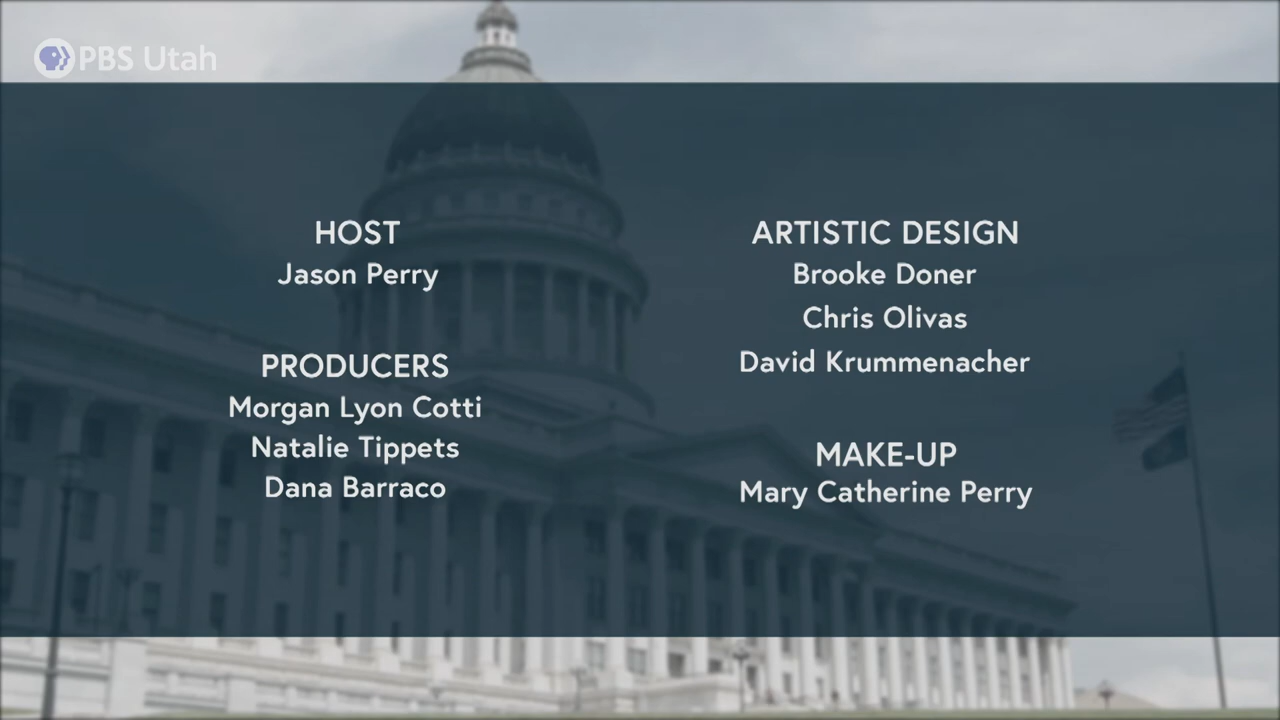 PBS Utah
HOST
Jason Perry
PRODUCERS
Morgan Lyon Cotti
Natalie Tippets
Dana Barraco
ARTISTIC DESIGN
Brooke Doner
Chris Olivas
David Krummenacher
MAKE-UP
Mary Catherine Perry